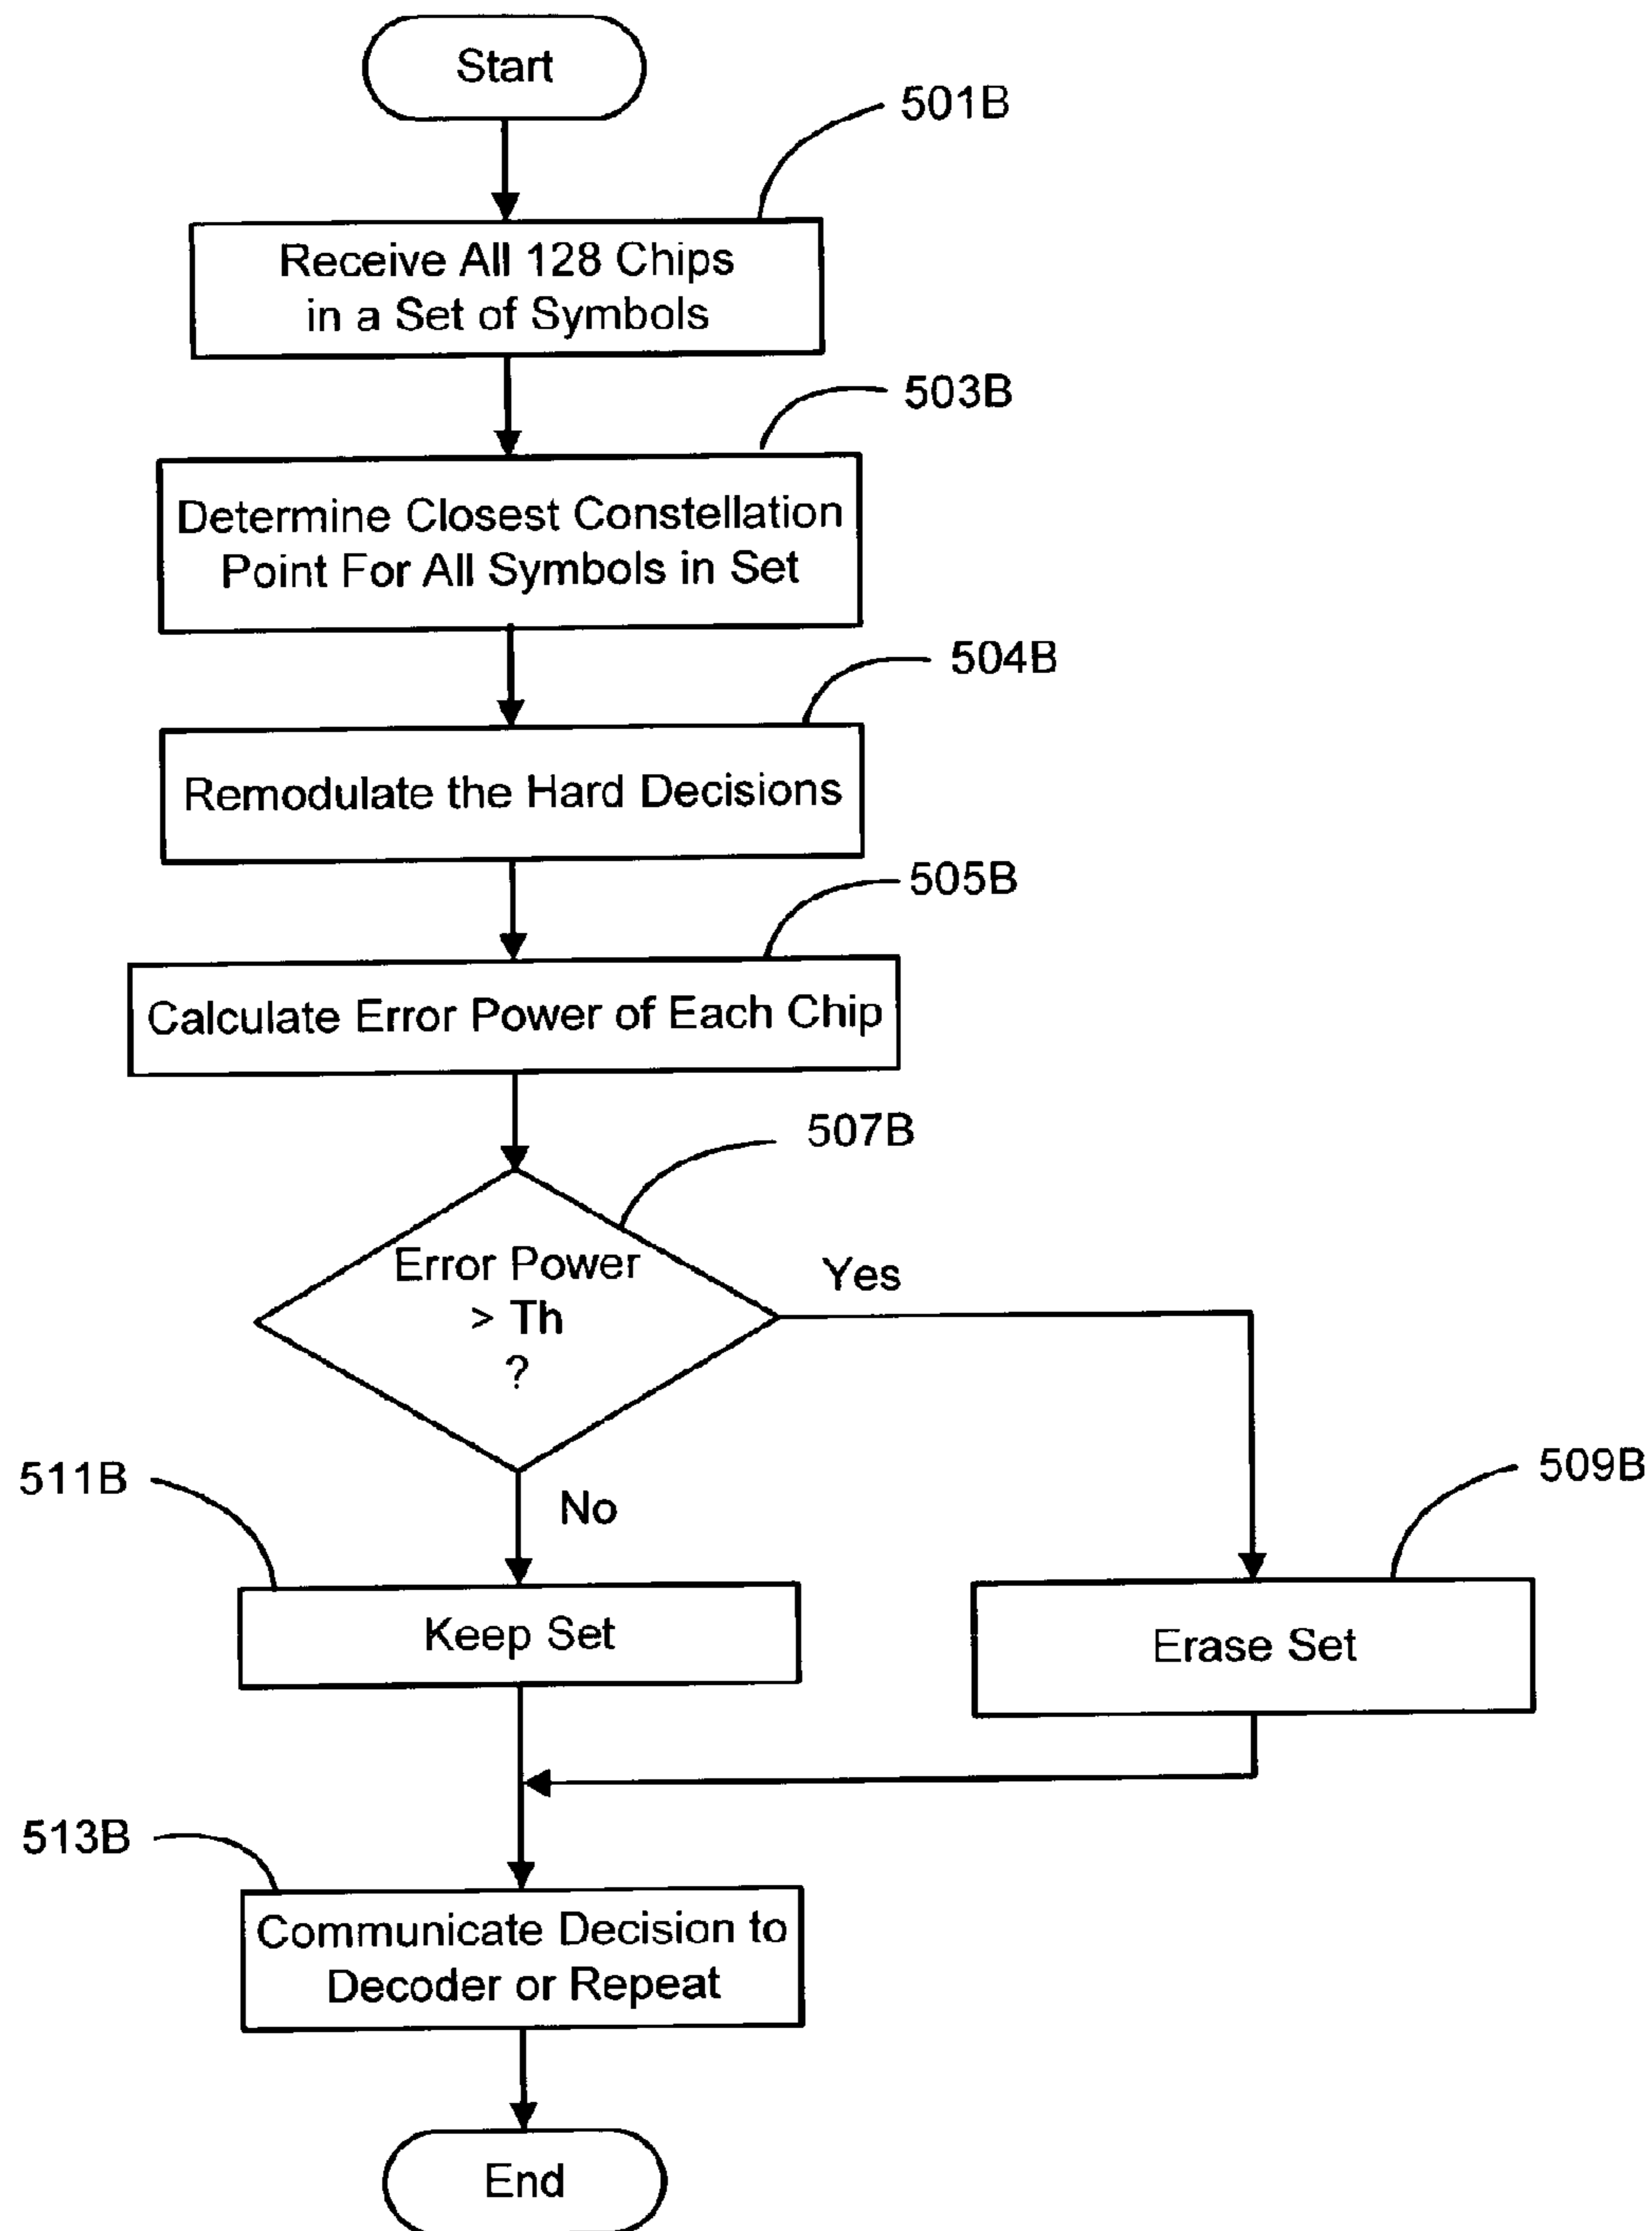 Start
501B
Receive All 128 Chips
in a Set of Symbols
503B
Determine Closest Constellation
Point For All Symbols in Set
504B
Remodulate the Hard Decisions
505B
Calculate Error Power of Each Chip
507B
Error Power
> Th
?
Yes
No
511B
509B
Keep Set
Erase Set
513B
Communicate Decision to
Decoder or Repeat
End